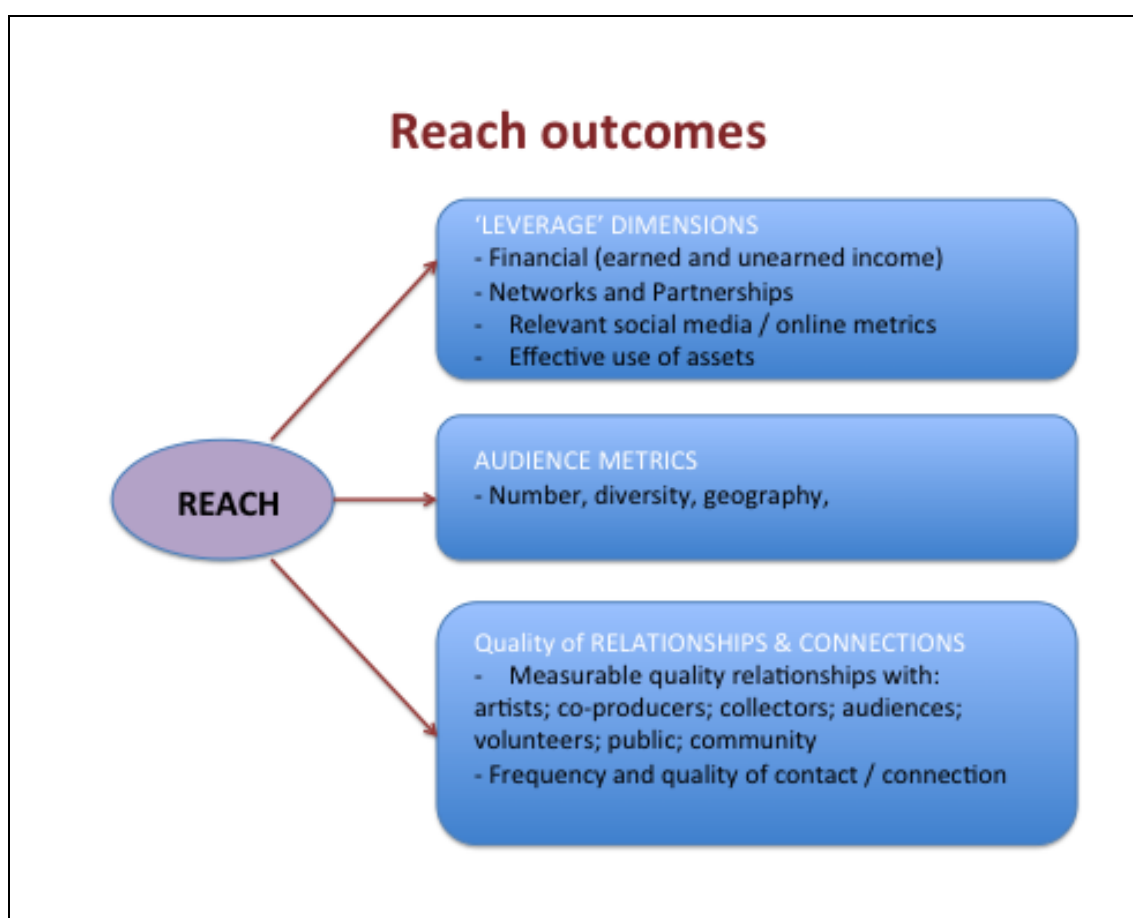 Reach outcomes
‘LEVERAGE’ DIMENSIONS
- Financial (earned and unearned income)
- Networks and Partnerships
- Relevant social media / online metrics
- Effective use of assets
REACH
AUDIENCE METRICS
- Number, diversity, geography,
Quality of RELATIONSHIPS & CONNECTIONS
- Measurable quality relationships with:
artists; co-producers; collectors; audiences;
volunteers; public; community
- Frequency and quality of contact / connection